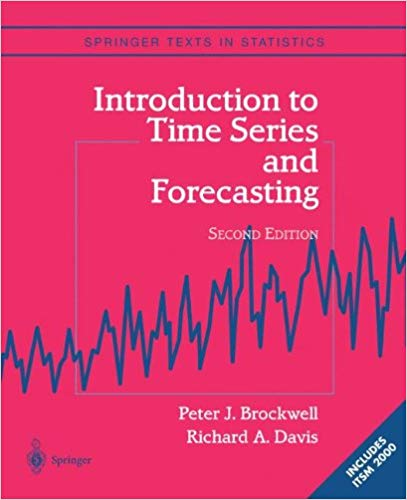 SPRINGER TEXTS IN STATISTICS
Introduction to
Time Series
and
Forecasting
SECOND EDITION
Peter J. Brockwell
Richard A. Davis
Springer
INCLUDES
ITSM 2000